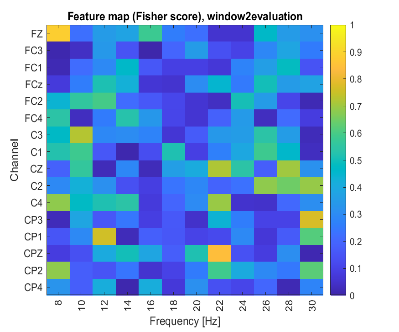 Feature map (Fisher score), window2evaluation
Channel
FZ
FC3
FC1
FCz
FC2
FC4
C3
C1
CZ
C2
C4
CP3
CP1
CPZ
CP2
CP4
8 10 12 14 16 18 20 22 24 26 28 30
Frequency [Hz]
1
0.9
0.8
0.7
0.6
0.5
0.4
0.3
0.2
0.1
0